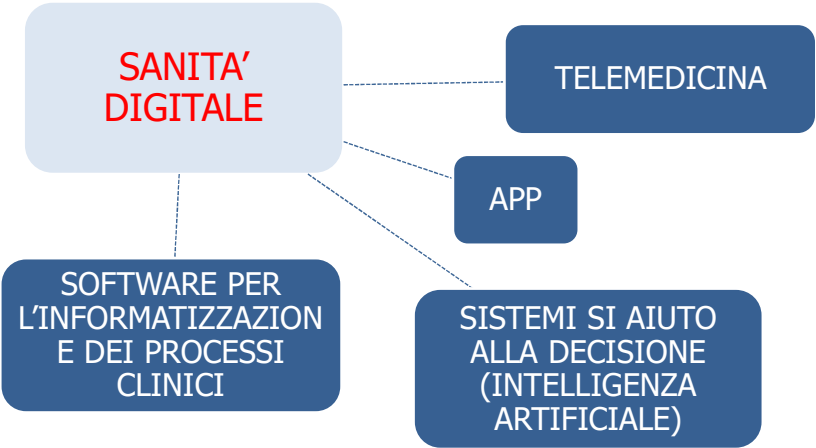 SANITA’
DIGITALE
TELEMEDICINA
APP
SOFTWARE PER
L’INFORMATIZZAZION
E DEI PROCESSI
CLINICI
SISTEMI SI AIUTO
ALLA DECISIONE
(INTELLIGENZA
ARTIFICIALE)